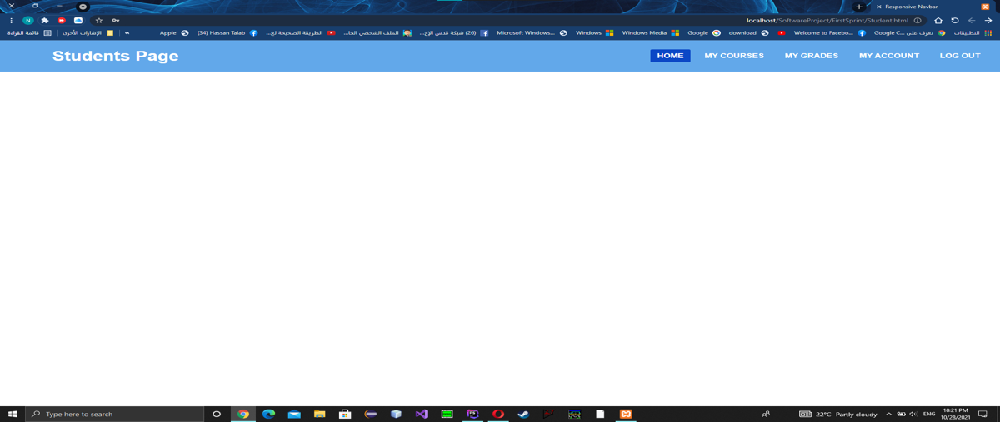 Responsive Navbar
N
localhost/SoftwareProject/FirstSprint/Student.html
قائمة القراءة
الإشارات الأخرى
»
Apple
(34) Hassan Talab
الطريقة الصحيحة لج...
الملف الشخصي الخا...
(26) شبكة قدس الإخ...
Microsoft Windows...
Windows
Windows Media
Google
download
Welcome to Facebo...
تعرف على Google C...
التطبيقات
Students Page
HOME
MY COURSES
MY GRADES
MY ACCOUNT
LOG OUT
Type here to search
22°C Partly cloudy
ENG
10:21 PM
10/28/2021